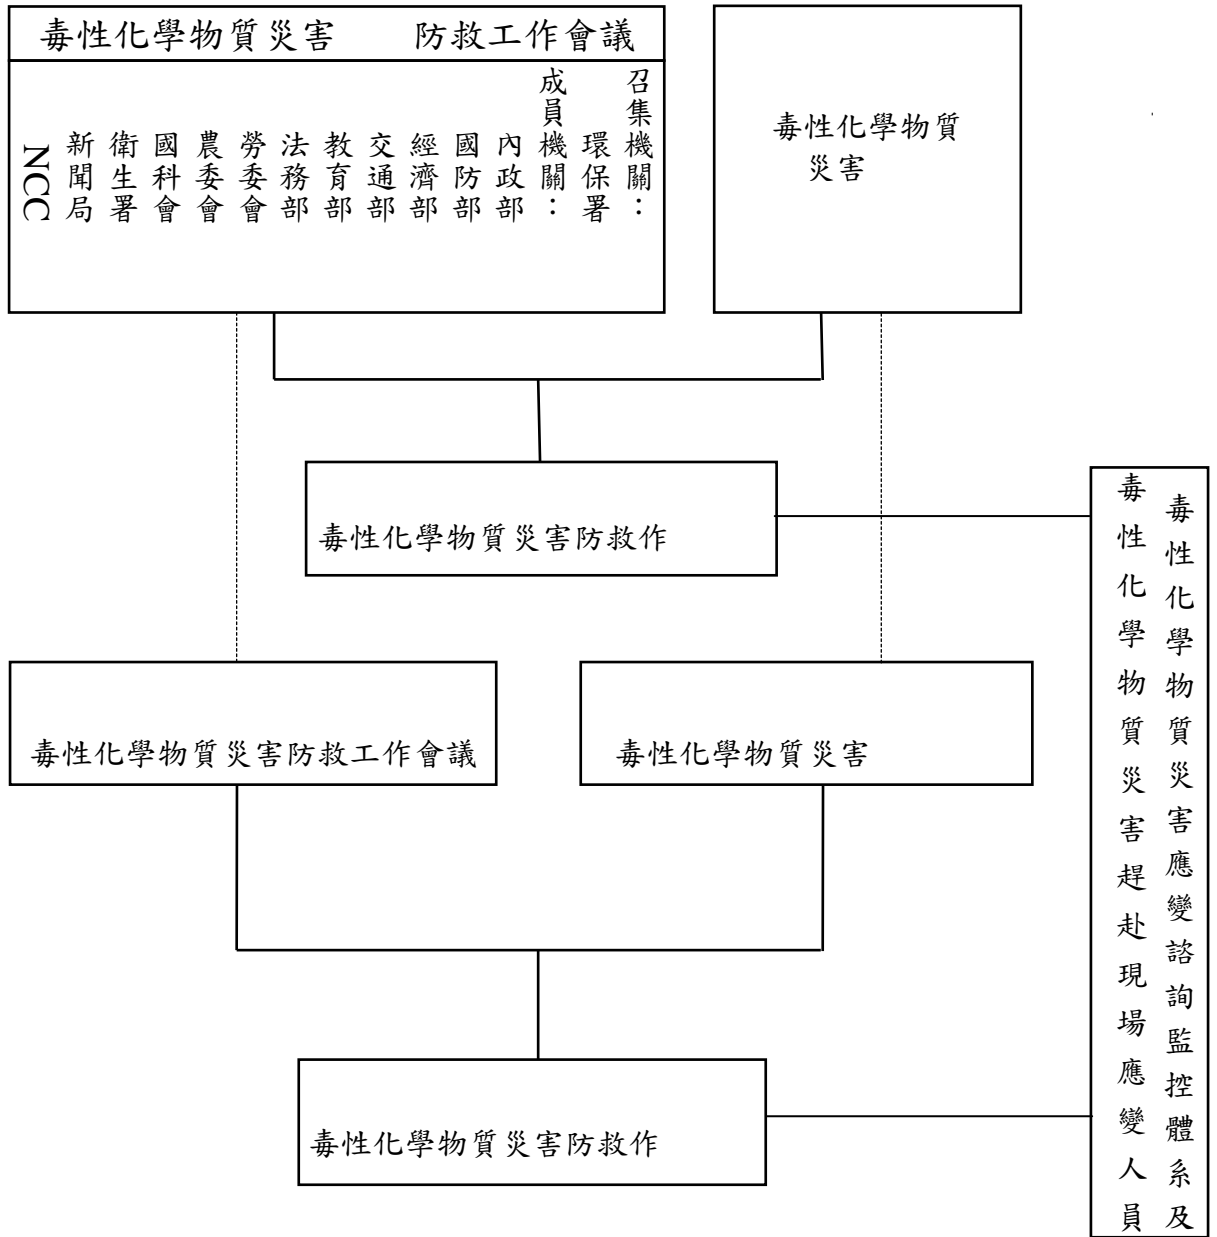 毒性化學物質災害 防救工作會議
召集機關：
環保署
成員機關：
內政部
國防部
經濟部
交通部
教育部
法務部
勞委會
農委會
國科會
衛生署
新聞局
NCC
毒性化學物質
災害
毒性化學物質災害防救作
毒性化學物質災害應變諮詢監控體系及
毒性化學物質災害趕赴現場應變人員
毒性化學物質災害防救工作會議
毒性化學物質災害
毒性化學物質災害防救作